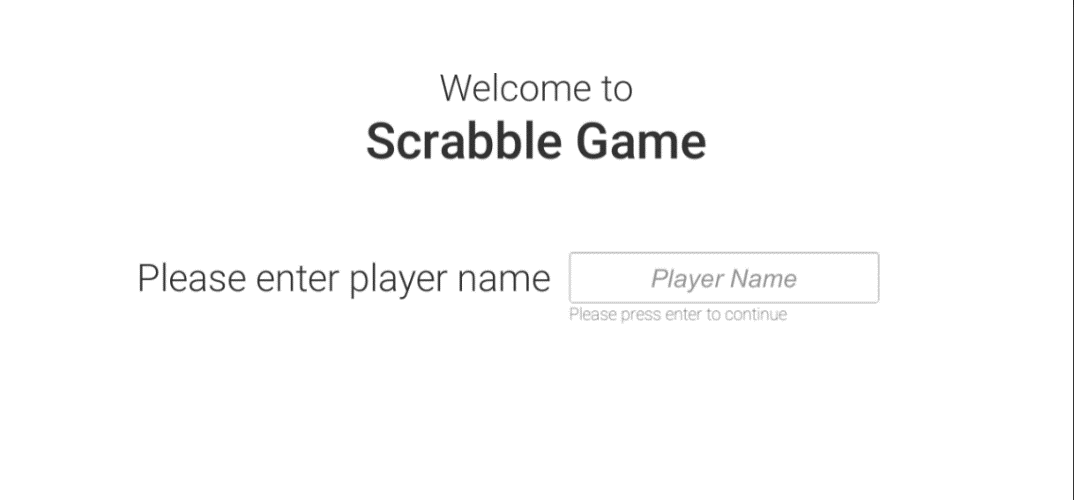 Welcome to
Scrabble Game
Please enter player name
Player Name
Please press enter to continue